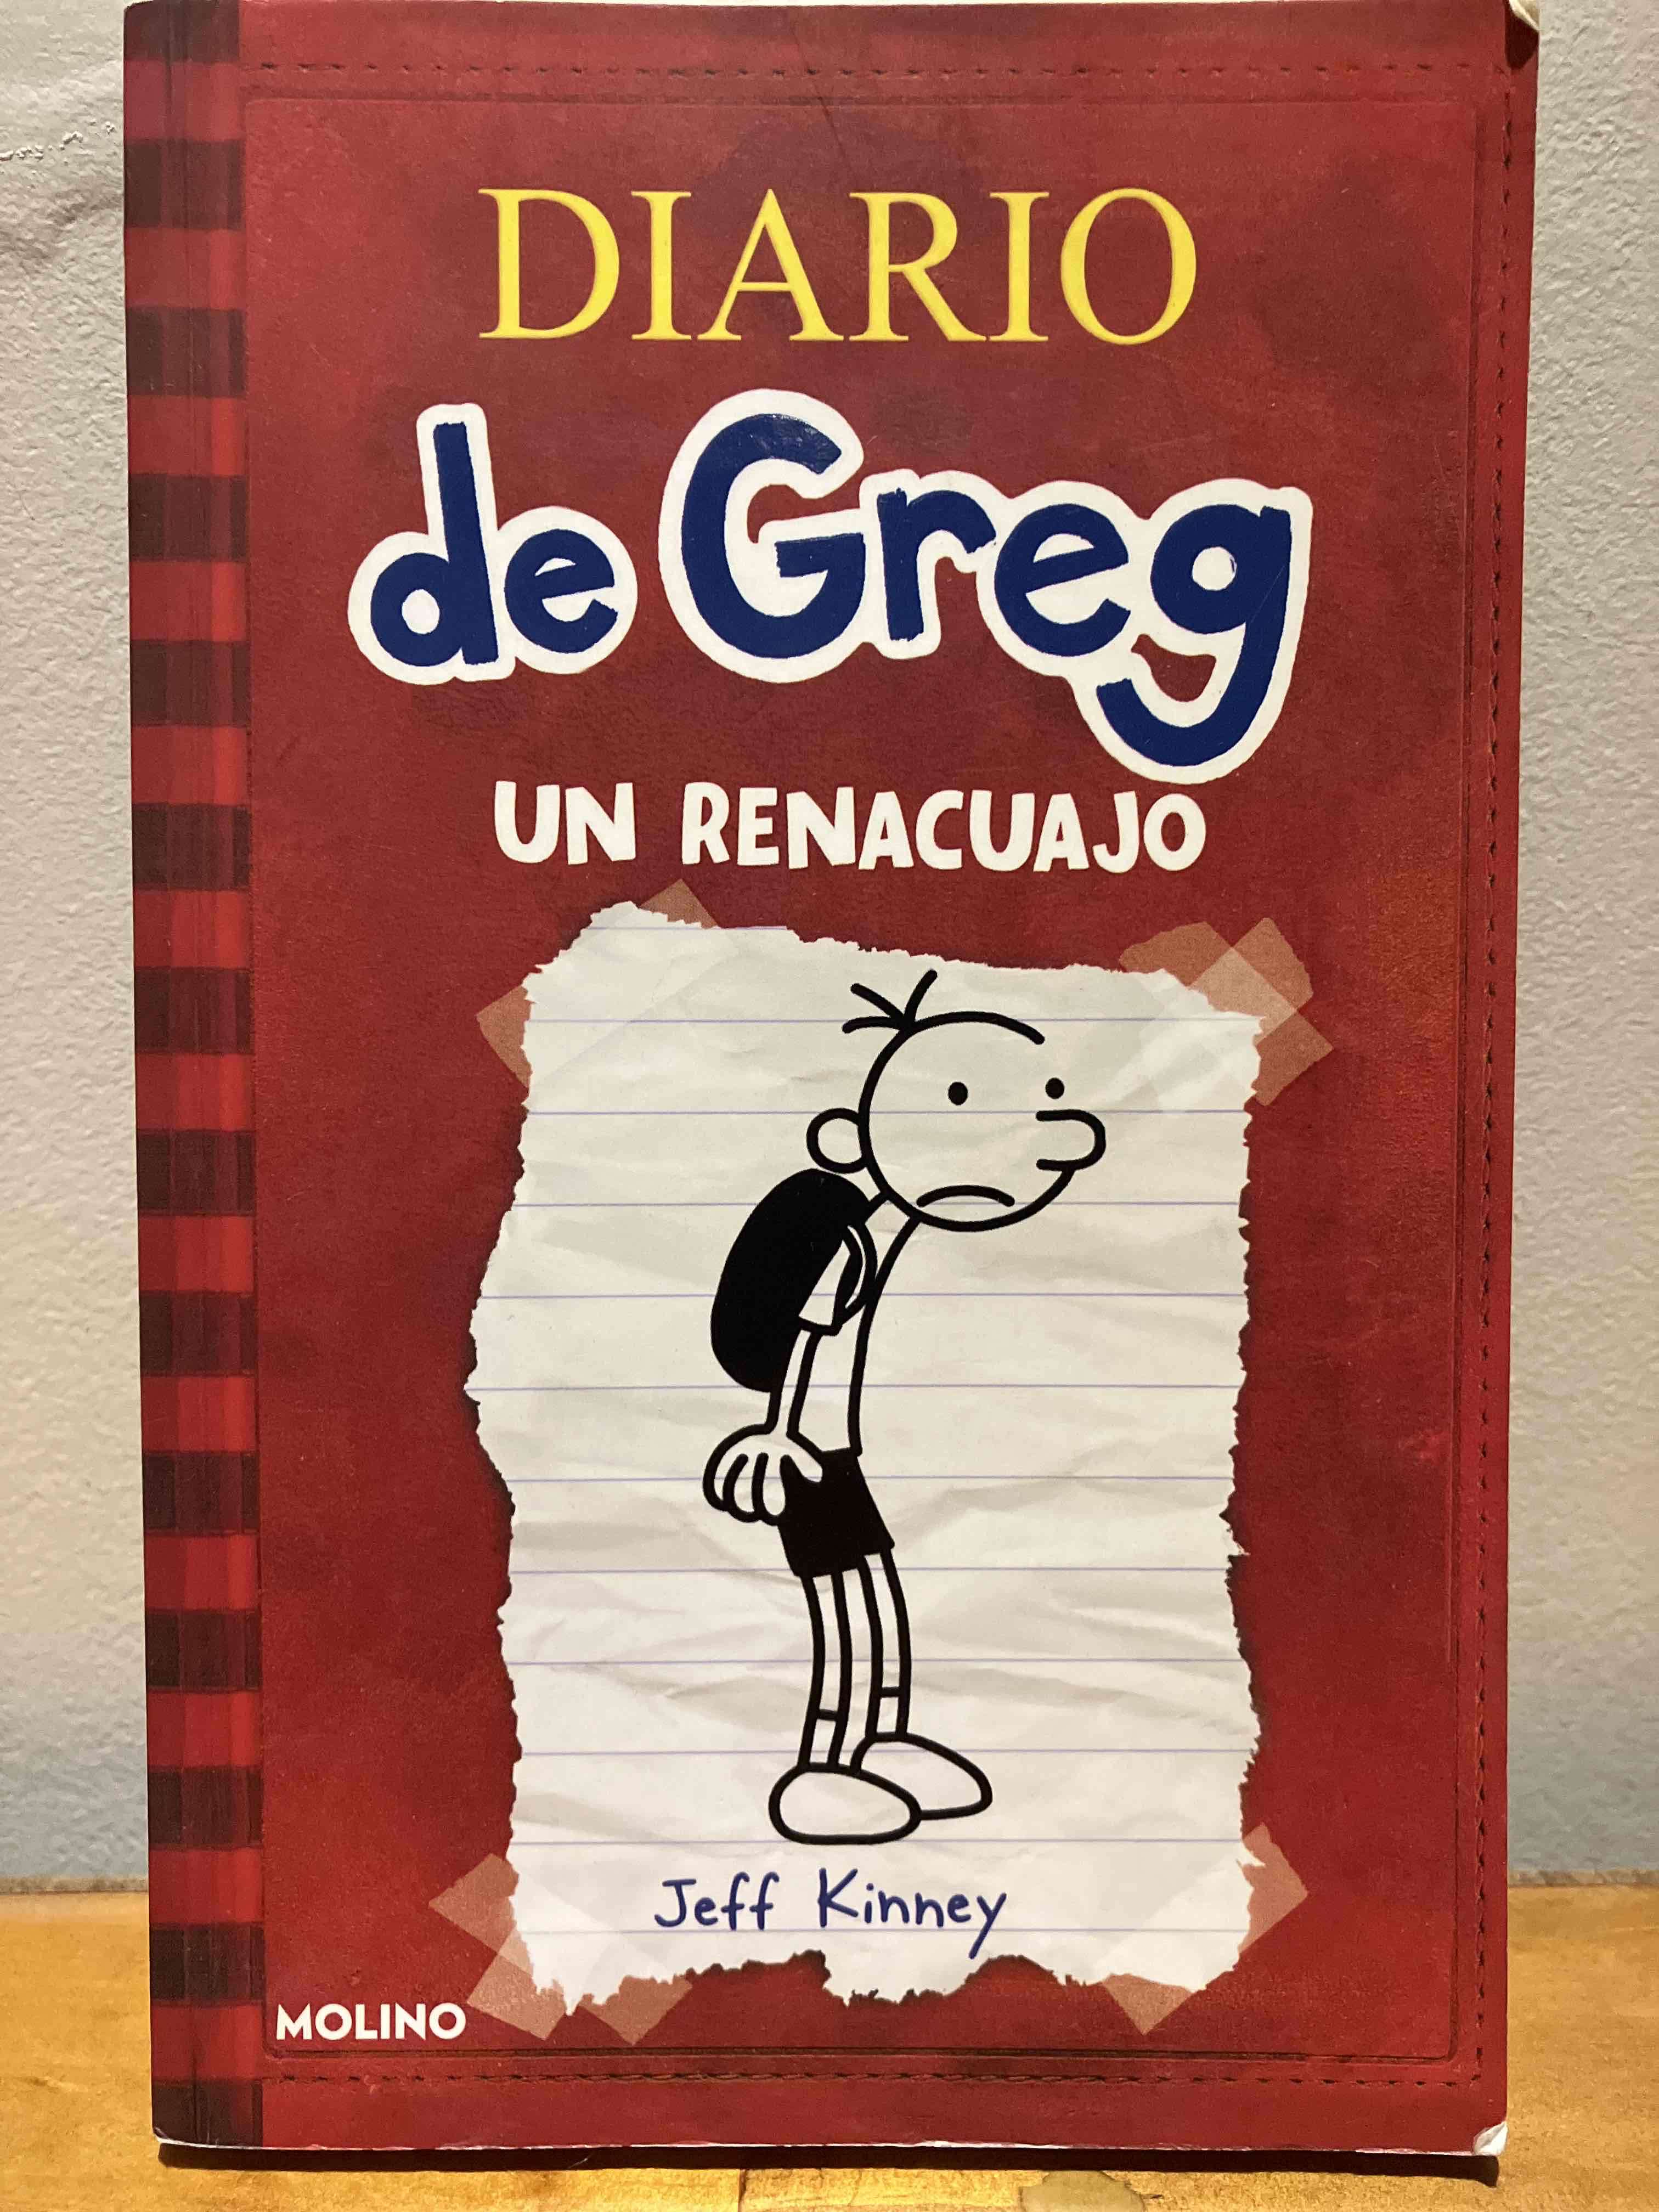 DIARIO
de Greg
UN RENACUAJO
Jeff Kinney
MOLINO